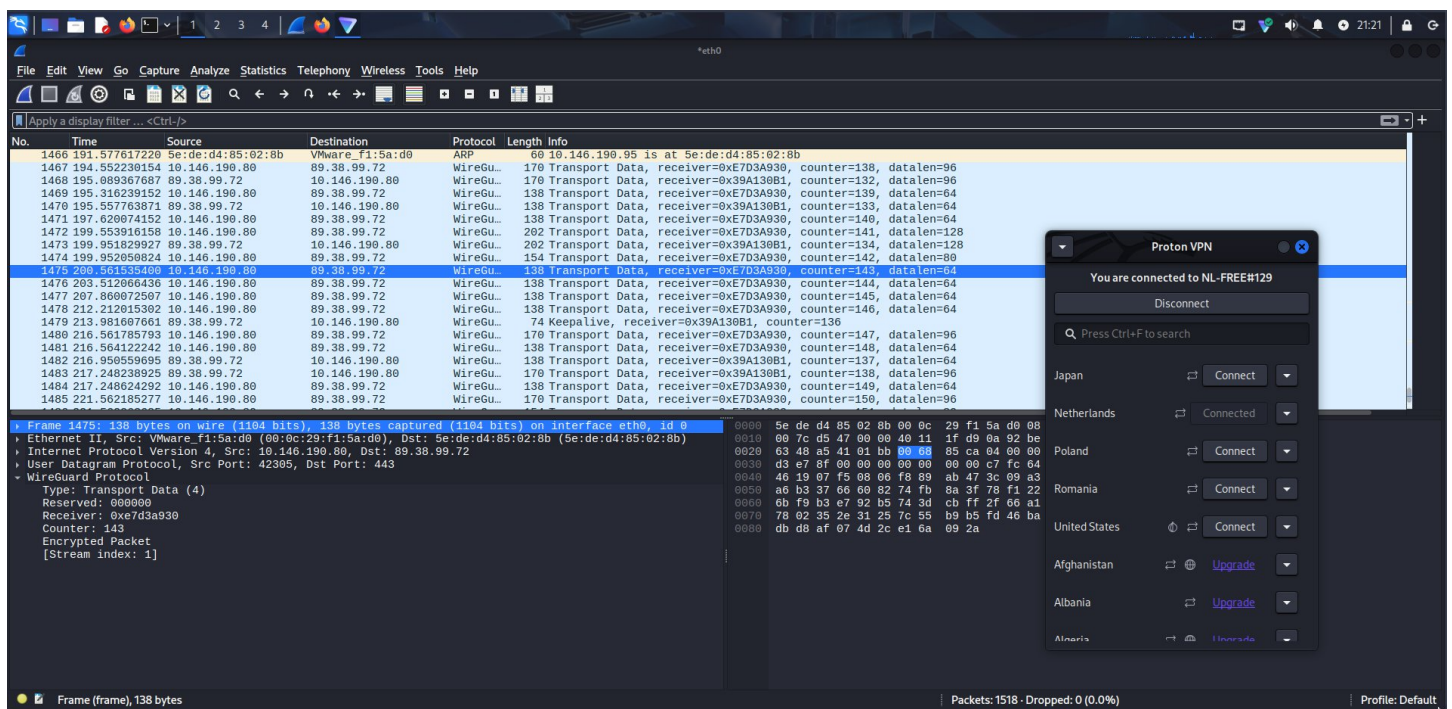 1 2 3 4 21:21
*eth0
File Edit View Go Capture Analyze Statistics Telephony Wireless Tools Help
Apply a display filter ... <Ctrl-/>
No. Time Source Destination Protocol Length Info
1466 191.577617220 5e:de:d4:85:02:8b VMware_f1:5a:d0 ARP 60 10.146.190.95 is at 5e:de:d4:85:02:8b
1467 194.552230154 10.146.190.80 89.38.99.72 WireGu… 170 Transport Data, receiver=0xE7D3A930, counter=138, datalen=96
1468 195.089367687 89.38.99.72 10.146.190.80 WireGu… 170 Transport Data, receiver=0x39A130B1, counter=132, datalen=96
1469 195.316239152 10.146.190.80 89.38.99.72 WireGu… 138 Transport Data, receiver=0xE7D3A930, counter=139, datalen=64
1470 195.557763871 89.38.99.72 10.146.190.80 WireGu… 138 Transport Data, receiver=0x39A130B1, counter=133, datalen=64
1471 197.620074152 10.146.190.80 89.38.99.72 WireGu… 138 Transport Data, receiver=0xE7D3A930, counter=140, datalen=64
1472 199.553916158 10.146.190.80 89.38.99.72 WireGu… 202 Transport Data, receiver=0xE7D3A930, counter=141, datalen=128
1473 199.951829927 89.38.99.72 10.146.190.80 WireGu… 202 Transport Data, receiver=0x39A130B1, counter=134, datalen=128
1474 199.952050824 10.146.190.80 89.38.99.72 WireGu… 154 Transport Data, receiver=0xE7D3A930, counter=142, datalen=80
1475 200.561535400 10.146.190.80 89.38.99.72 WireGu… 138 Transport Data, receiver=0xE7D3A930, counter=143, datalen=64
1476 203.512066436 10.146.190.80 89.38.99.72 WireGu… 138 Transport Data, receiver=0xE7D3A930, counter=144, datalen=64
1477 207.860072507 10.146.190.80 89.38.99.72 WireGu… 138 Transport Data, receiver=0xE7D3A930, counter=145, datalen=64
1478 212.212015302 10.146.190.80 89.38.99.72 WireGu… 138 Transport Data, receiver=0xE7D3A930, counter=146, datalen=64
1479 213.981607661 89.38.99.72 10.146.190.80 WireGu… 74 Keepalive, receiver=0x39A130B1, counter=136
1480 216.561785793 10.146.190.80 89.38.99.72 WireGu… 170 Transport Data, receiver=0xE7D3A930, counter=147, datalen=96
1481 216.564122242 10.146.190.80 89.38.99.72 WireGu… 138 Transport Data, receiver=0xE7D3A930, counter=148, datalen=64
1482 216.950559695 89.38.99.72 10.146.190.80 WireGu… 138 Transport Data, receiver=0x39A130B1, counter=137, datalen=64
1483 217.248238925 89.38.99.72 10.146.190.80 WireGu… 170 Transport Data, receiver=0x39A130B1, counter=138, datalen=96
1484 217.248624292 10.146.190.80 89.38.99.72 WireGu… 138 Transport Data, receiver=0xE7D3A930, counter=149, datalen=64
1485 221.562185277 10.146.190.80 89.38.99.72 WireGu… 170 Transport Data, receiver=0xE7D3A930, counter=150, datalen=96
Frame 1475: 138 bytes on wire (1104 bits), 138 bytes captured (1104 bits) on interface eth0, id 0
Ethernet II, Src: VMware_f1:5a:d0 (00:0c:29:f1:5a:d0), Dst: 5e:de:d4:85:02:8b (5e:de:d4:85:02:8b)
Internet Protocol Version 4, Src: 10.146.190.80, Dst: 89.38.99.72
User Datagram Protocol, Src Port: 42305, Dst Port: 443
WireGuard Protocol
Type: Transport Data (4)
Reserved: 000000
Receiver: 0xe7d3a930
Counter: 143
Encrypted Packet
[Stream index: 1]
0000 5e de d4 85 02 8b 00 0c 29 f1 5a d0 08
0010 00 7c d5 47 00 00 40 11 1f d9 0a 92 be
0020 63 48 a5 41 01 bb 00 68 85 ca 04 00 00
0030 d3 e7 8f 00 00 00 00 00 00 00 c7 fc 64
0040 46 19 07 f5 08 06 f8 89 ab 47 3c 09 a3
0050 a6 b3 37 66 60 82 74 fb 8a 3f 78 f1 22
0060 6b f9 b3 e7 92 b5 74 3d cb ff 2f 66 a1
0070 78 02 35 2e 31 25 7c 55 b9 b5 fd 46 ba
0080 db d8 af 07 4d 2c e1 6a 09 2a
Proton VPN
You are connected to NL-FREE#129
Disconnect
Press Ctrl+F to search
Japan Connect
Netherlands Connected
Poland Connect
Romania Connect
United States Connect
Afghanistan Upgrade
Albania Upgrade
Algeria Upgrade
Frame (frame), 138 bytes Packets: 1518 · Dropped: 0 (0.0%) Profile: Default